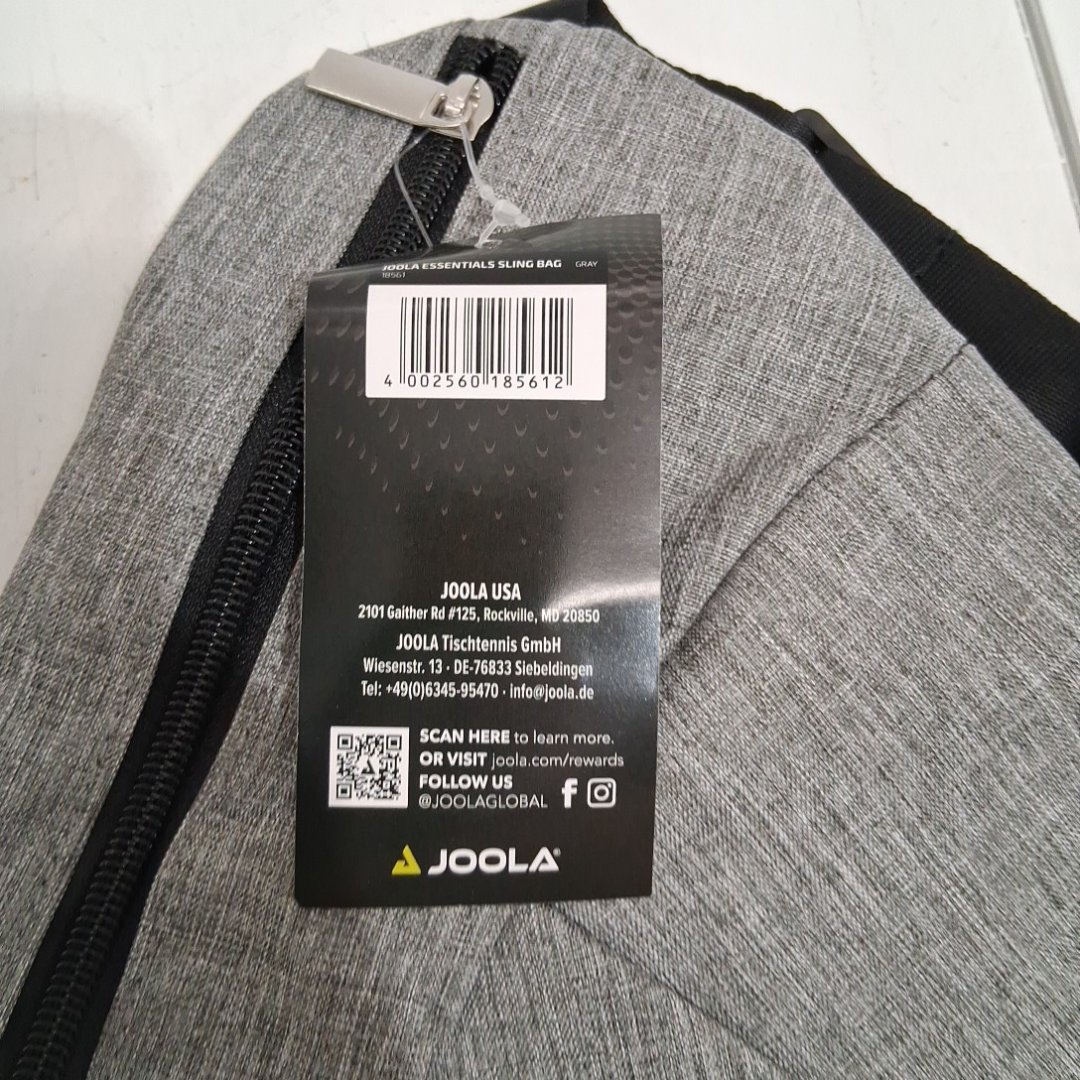 JOOLA ESSENTIALS SLING BAG GRAY
18561
4 002560 185612
JOOLA USA
2101 Gaither Rd #125, Rockville, MD 20850
JOOLA Tischtennis GmbH
Wiesenstr. 13 · DE-76833 Siebeldingen
Tel: +49(0)6345-95470 · info@joola.de
SCAN HERE to learn more.
OR VISIT joola.com/rewards
FOLLOW US
@JOOLAGLOBAL
JOOLA®